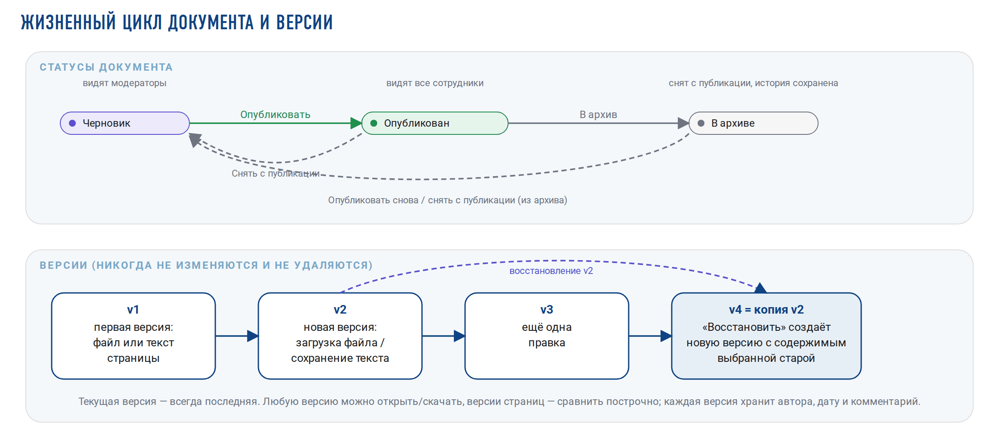 ЖИЗНЕННЫЙ ЦИКЛ ДОКУМЕНТА И ВЕРСИИ
СТАТУСЫ ДОКУМЕНТА
видят модераторы
видят все сотрудники
снят с публикации, история сохранена
Черновик
Опубликовать
Опубликован
В архив
В архиве
Снять с публикации
Опубликовать снова / снять с публикации (из архива)
ВЕРСИИ (НИКОГДА НЕ ИЗМЕНЯЮТСЯ И НЕ УДАЛЯЮТСЯ)
восстановление v2
v1
первая версия:
файл или текст
страницы
v2
новая версия:
загрузка файла /
сохранение текста
v3
ещё одна
правка
v4 = копия v2
«Восстановить» создаёт
новую версию с содержимым
выбранной старой
Текущая версия — всегда последняя. Любую версию можно открыть/скачать, версии страниц — сравнить построчно; каждая версия хранит автора, дату и комментарий.